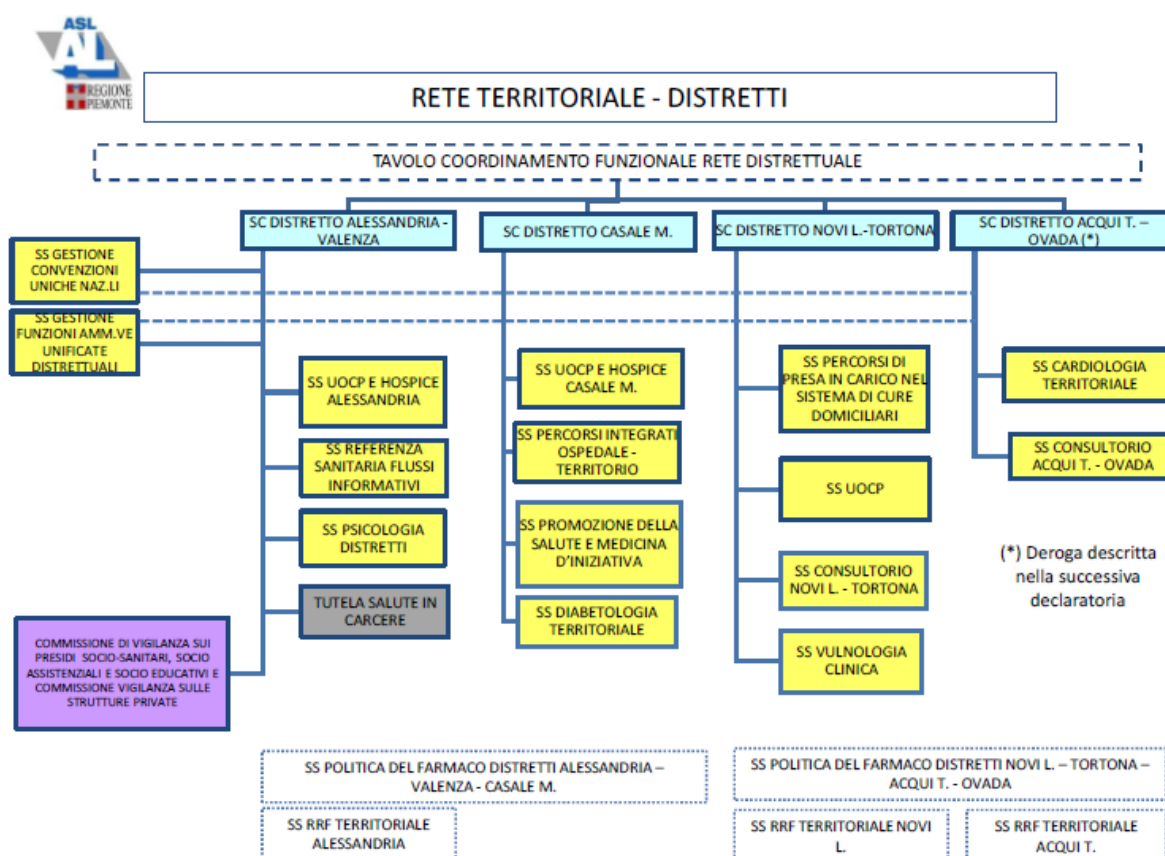 ASL
AL
REGIONE
PIEMONTE
RETE TERRITORIALE - DISTRETTI
TAVOLO COORDINAMENTO FUNZIONALE RETE DISTRETTUALE
SC DISTRETTO ALESSANDRIA -
VALENZA
SC DISTRETTO CASALE M.
SC DISTRETTO NOVI L.-TORTONA
SC DISTRETTO ACQUI T. –
OVADA (*)
SS GESTIONE
CONVENZIONI
UNICHE NAZ.LI
SS GESTIONE
FUNZIONI AMM.VE
UNIFICATE
DISTRETTUALI
SS UOCP E HOSPICE
ALESSANDRIA
SS REFERENZA
SANITARIA FLUSSI
INFORMATIVI
SS PSICOLOGIA
DISTRETTI
TUTELA SALUTE IN
CARCERE
COMMISSIONE DI VIGILANZA SUI
PRESIDI SOCIO-SANITARI, SOCIO
ASSISTENZIALI E SOCIO EDUCATIVI E
COMMISSIONE VIGILANZA SULLE
STRUTTURE PRIVATE
SS UOCP E HOSPICE
CASALE M.
SS PERCORSI INTEGRATI
OSPEDALE -
TERRITORIO
SS PROMOZIONE DELLA
SALUTE E MEDICINA
D'INIZIATIVA
SS DIABETOLOGIA
TERRITORIALE
SS PERCORSI DI
PRESA IN CARICO NEL
SISTEMA DI CURE
DOMICILIARI
SS UOCP
SS CONSULTORIO
NOVI L. - TORTONA
SS VULNOLOGIA
CLINICA
SS CARDIOLOGIA
TERRITORIALE
SS CONSULTORIO
ACQUI T. - OVADA
(*) Deroga descritta
nella successiva
declaratoria
SS POLITICA DEL FARMACO DISTRETTI ALESSANDRIA –
VALENZA - CASALE M.
SS POLITICA DEL FARMACO DISTRETTI NOVI L. – TORTONA –
ACQUI T. - OVADA
SS RRF TERRITORIALE
ALESSANDRIA
SS RRF TERRITORIALE NOVI
L.
SS RRF TERRITORIALE
ACQUI T.